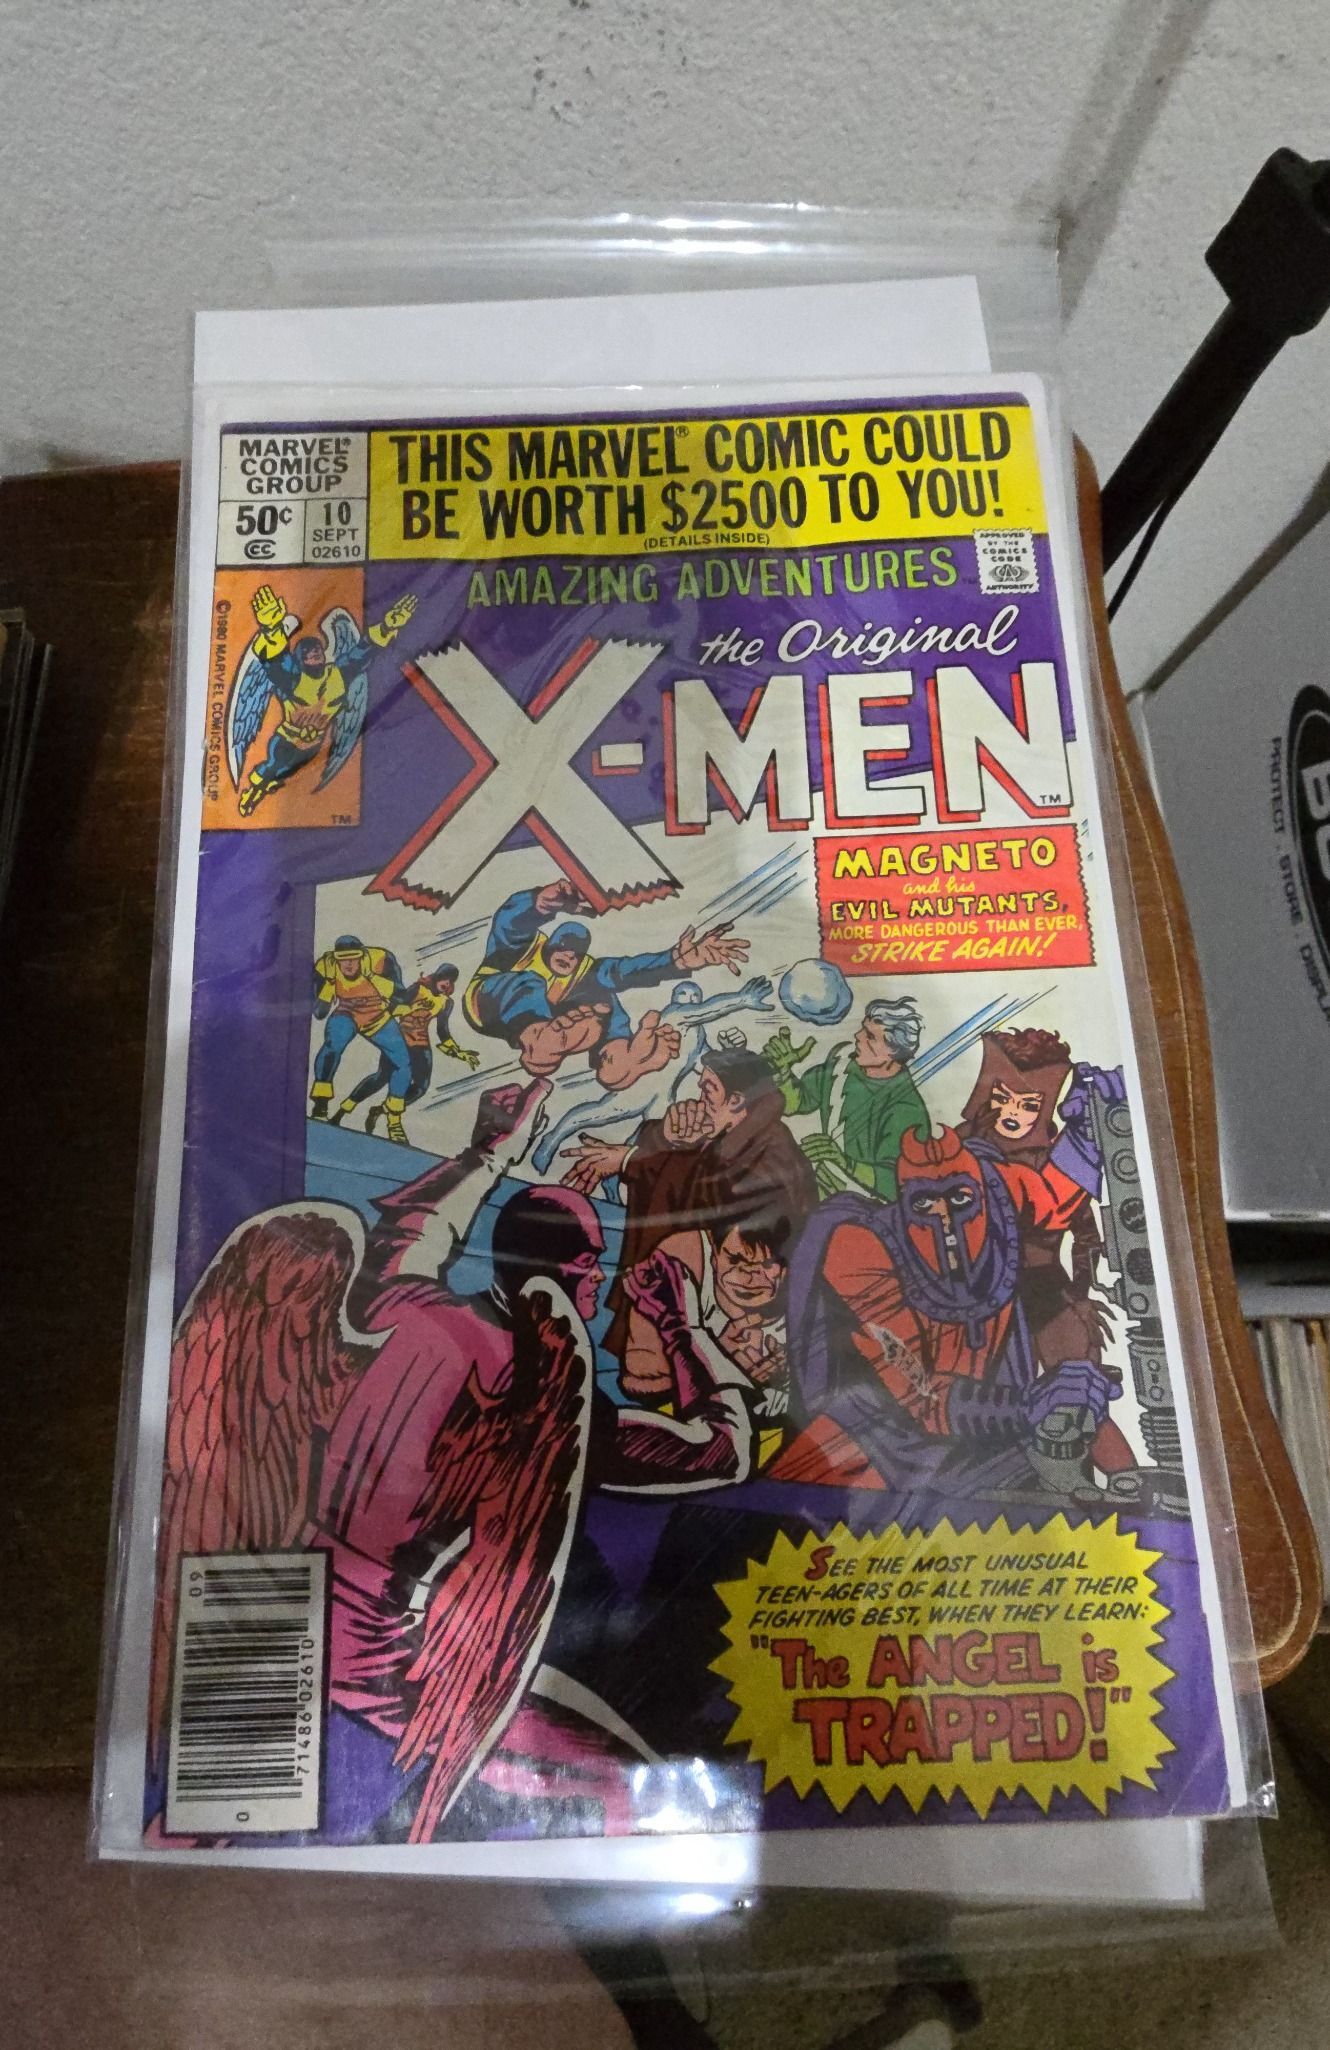 MARVEL®
COMICS
GROUP
50¢
CC
10
SEPT
02610
THIS MARVEL® COMIC COULD
BE WORTH $2500 TO YOU!
(DETAILS INSIDE)
APPROVED
BY THE
COMICS
CODE
AUTHORITY
AMAZING ADVENTURES
©1980 MARVEL COMICS GROUP
TM
the Original
X-MEN
TM
MAGNETO
and his
EVIL MUTANTS,
MORE DANGEROUS THAN EVER,
STRIKE AGAIN!
SEE THE MOST UNUSUAL
TEEN-AGERS OF ALL TIME AT THEIR
FIGHTING BEST, WHEN THEY LEARN:
"The ANGEL is
TRAPPED!"
09
71486 02610
0
PROTECT · STORE